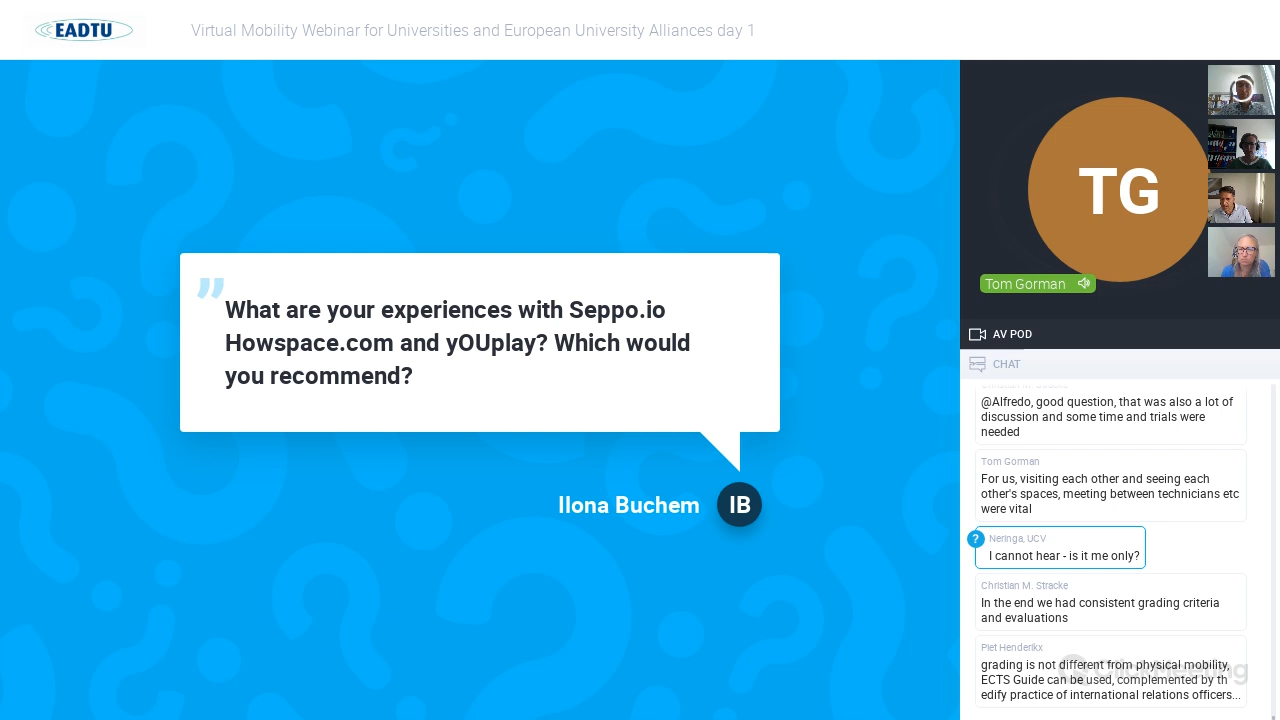 EADTU
Virtual Mobility Webinar for Universities and European University Alliances day 1
”
What are your experiences with Seppo.io
Howspace.com and yOUplay? Which would
you recommend?
Ilona Buchem
IB
TG
Tom Gorman
AV POD
CHAT
@Alfredo, good question, that was also a lot of
discussion and some time and trials were
needed
Tom Gorman
For us, visiting each other and seeing each
other's spaces, meeting between technicians etc
were vital
?
Neringa, UCV
I cannot hear - is it me only?
Christian M. Stracke
In the end we had consistent grading criteria
and evaluations
Piet Henderikx
grading is not different from physical mobility,
ECTS Guide can be used, complemented by th
edify practice of international relations officers...